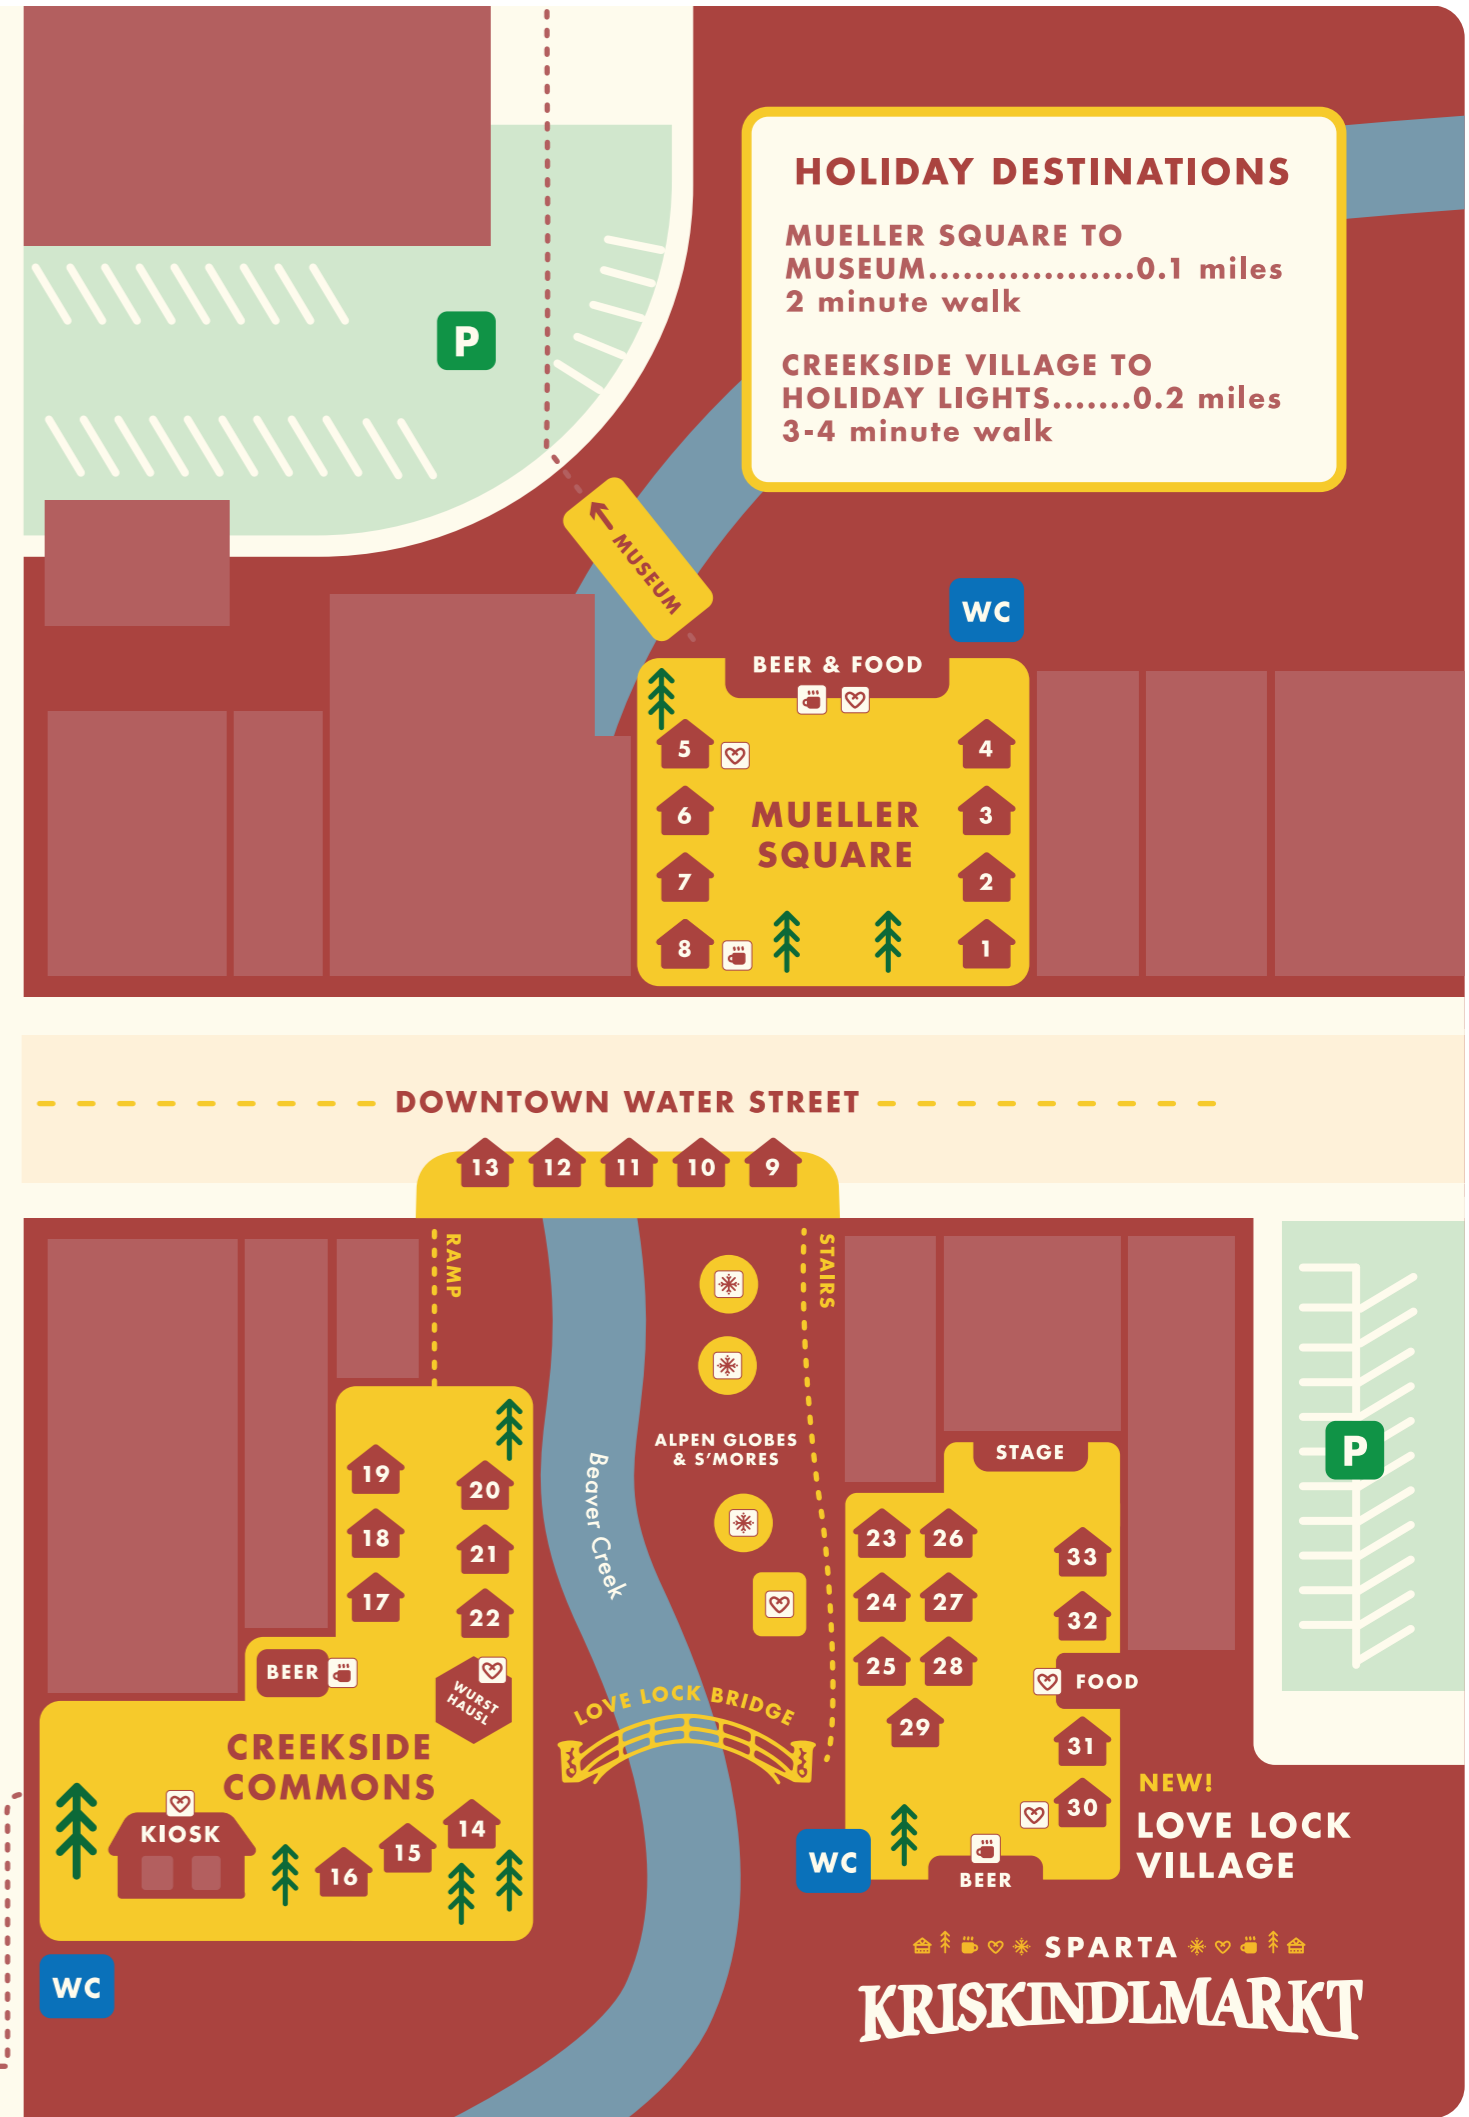 HOLIDAY DESTINATIONS
MUELLER SQUARE TO
MUSEUM..................0.1 miles
2 minute walk
CREEKSIDE VILLAGE TO
HOLIDAY LIGHTS.......0.2 miles
3-4 minute walk
P
MUSEUM
WC
BEER & FOOD
5
4
6
3
MUELLER
SQUARE
7
2
8
1
DOWNTOWN WATER STREET
13 12 11 10 9
RAMP
STAIRS
ALPEN GLOBES
& S'MORES
Beaver Creek
19
20
18
21
17
22
BEER
WURST
HAUSL
LOVE LOCK BRIDGE
CREEKSIDE
COMMONS
KIOSK
14
15
16
WC
STAGE
23 26
33
24 27
32
25 28
FOOD
29
31
30
WC
BEER
P
NEW!
LOVE LOCK
VILLAGE
SPARTA
KRISKINDLMARKT